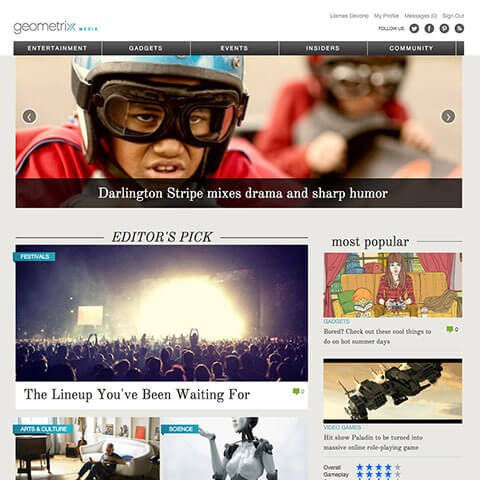 geometrixx MEDIA
(James Devore) My Profile Messages (0) Sign Out
FOLLOW US
ENTERTAINMENT GADGETS EVENTS INSIDERS COMMUNITY
Darlington Stripe mixes drama and sharp humor
EDITOR'S PICK
FESTIVALS
The Lineup You've Been Waiting For
0
ARTS & CULTURE
SCIENCE
most popular
GADGETS
Bored? Check out these cool things to
do on hot summer days
0
VIDEO GAMES
Hit show Paladin to be turned into
massive online role-playing game
Overall
Gameplay